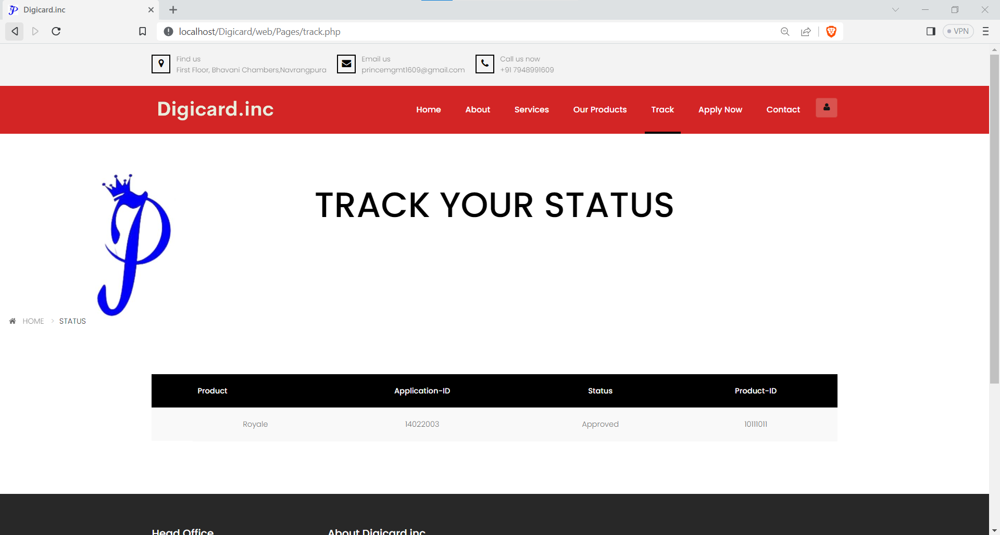 Digicard.inc
localhost/Digicard/web/Pages/track.php
VPN
Find us
First Floor, Bhavani Chambers,Navrangpura
Email us
princemgmt1609@gmail.com
Call us now
+91 7948991609
Digicard.inc
Home About Services Our Products Track Apply Now Contact
TRACK YOUR STATUS
HOME > STATUS
Product Application-ID Status Product-ID
Royale 14022003 Approved 10111011
Head Office About Digicard.inc